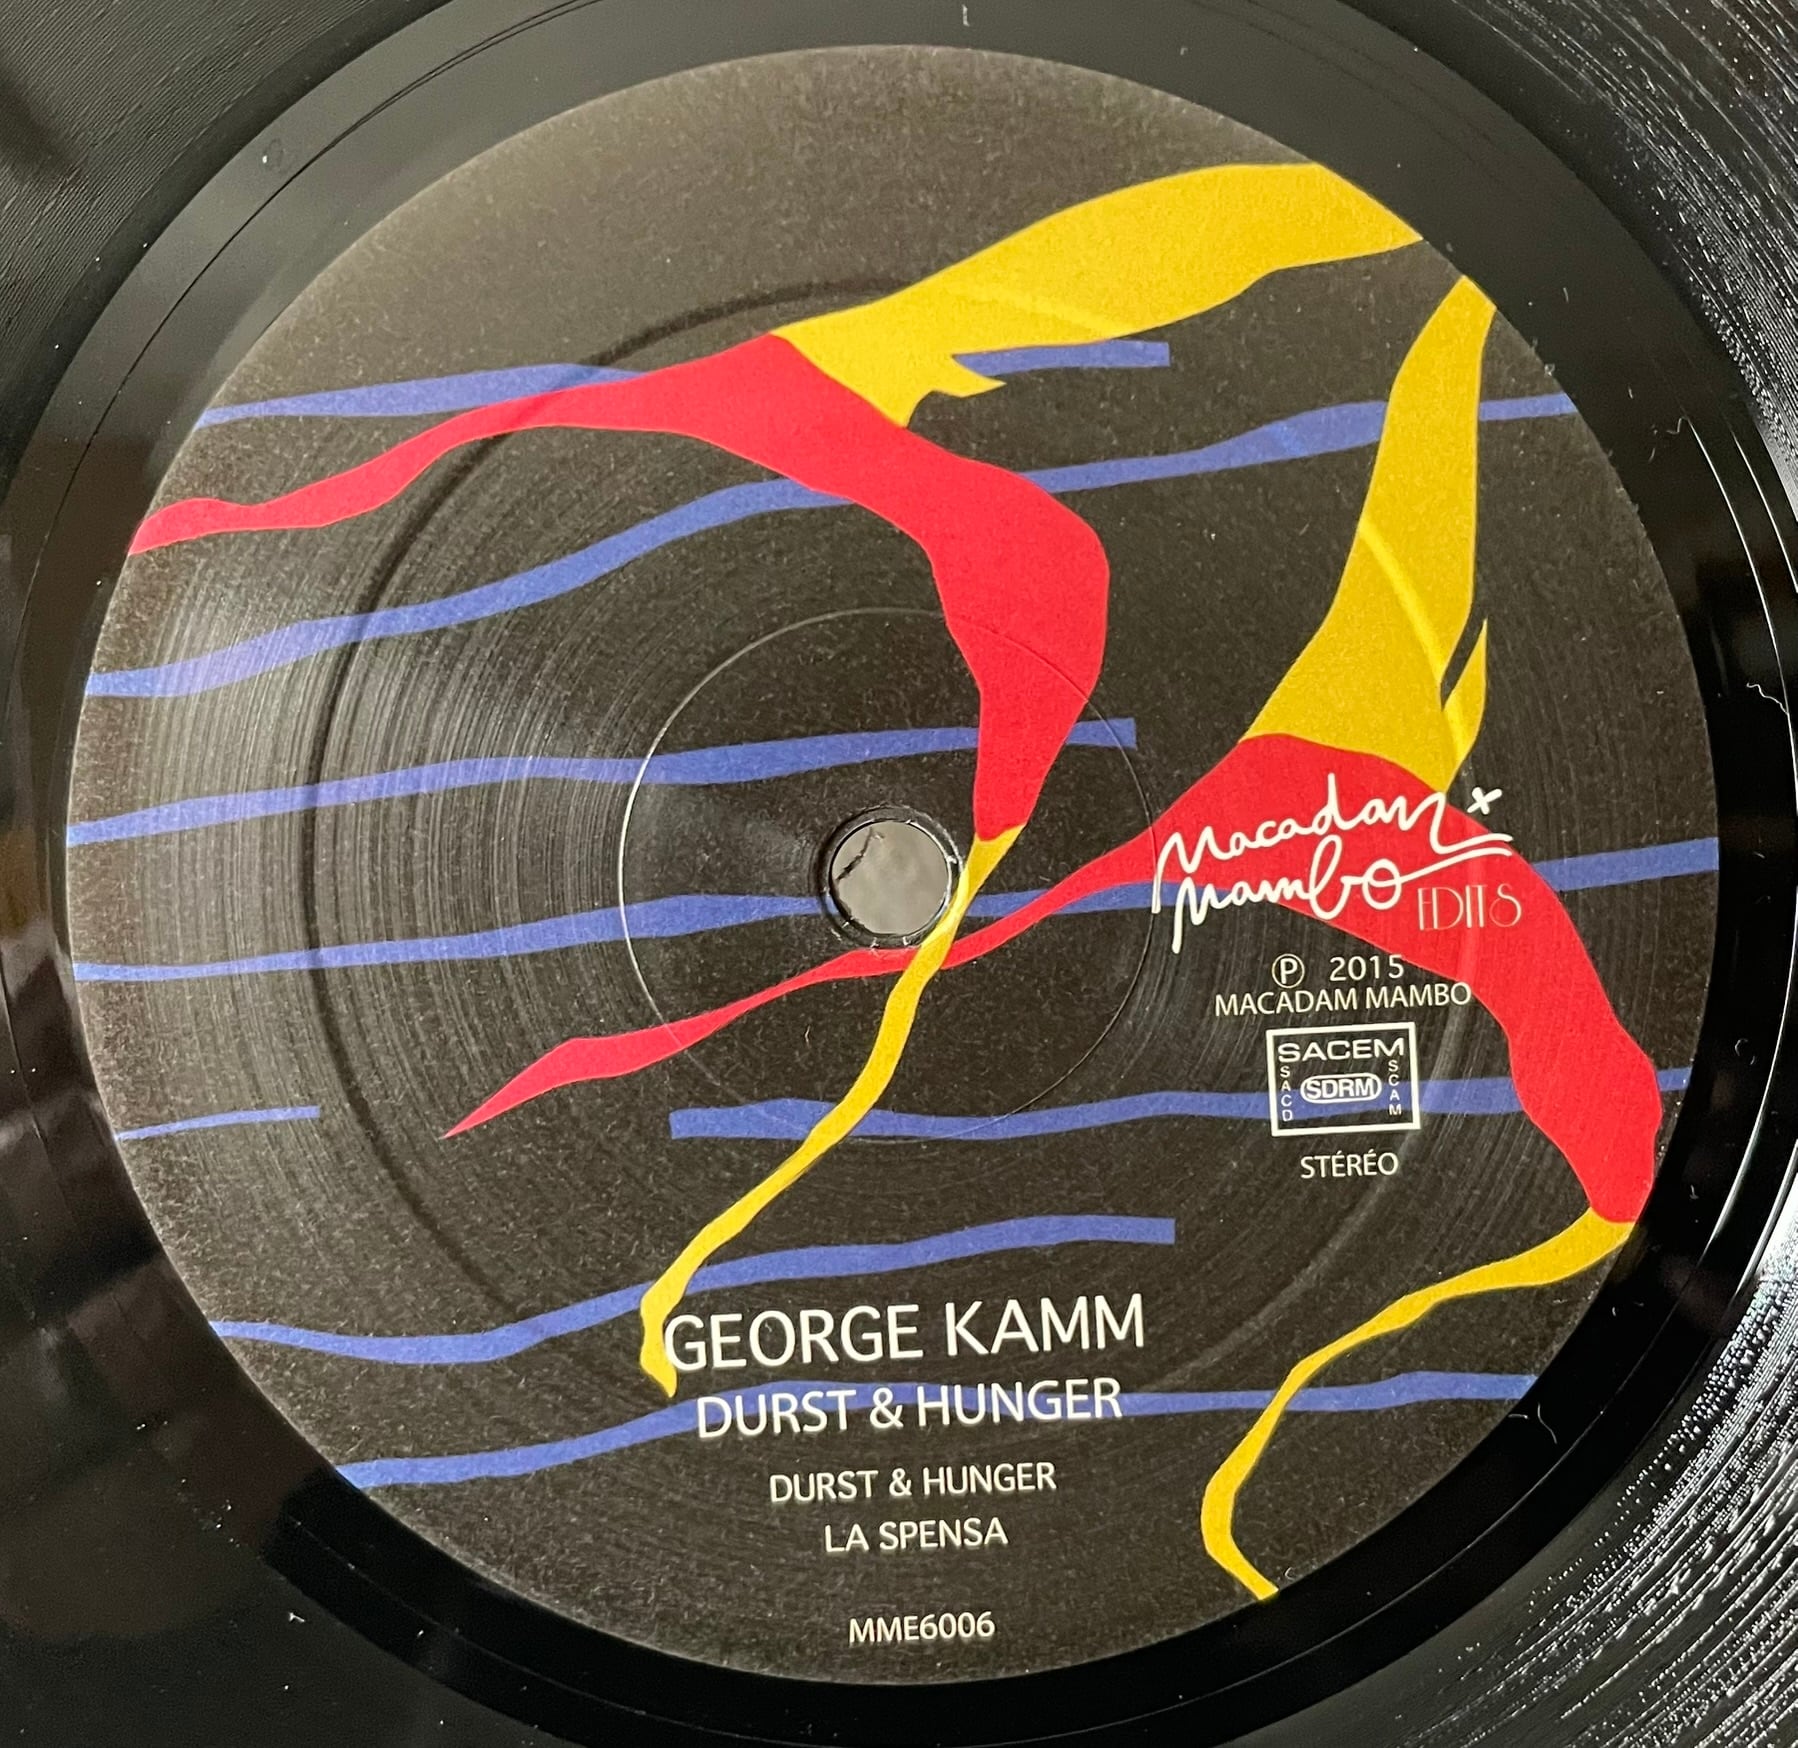 Macadam
Mambo
EDITS
Ⓟ 2015
MACADAM MAMBO
SACEM
SACD
SDRM
SCAM
STÉRÉO
GEORGE KAMM
DURST & HUNGER
DURST & HUNGER
LA SPENSA
MME6006